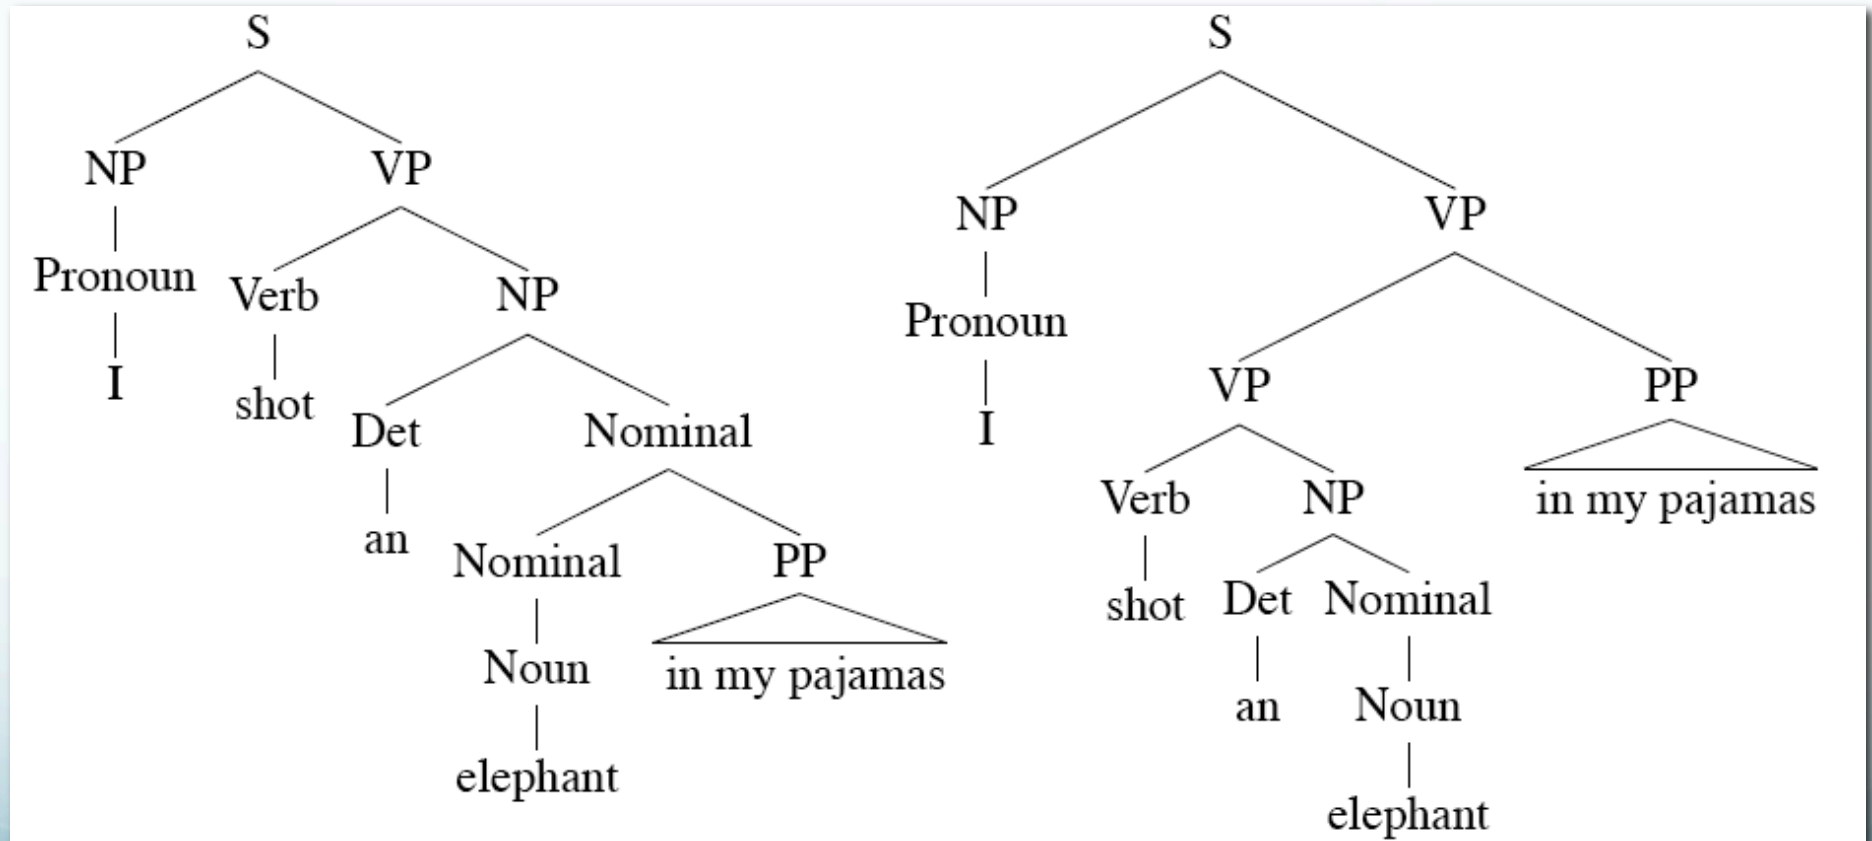 S
NP VP
Pronoun Verb NP
I shot Det Nominal
an Nominal PP
Noun in my pajamas
elephant
S
NP VP
Pronoun
I VP PP
Verb NP in my pajamas
shot Det Nominal
an Noun
elephant